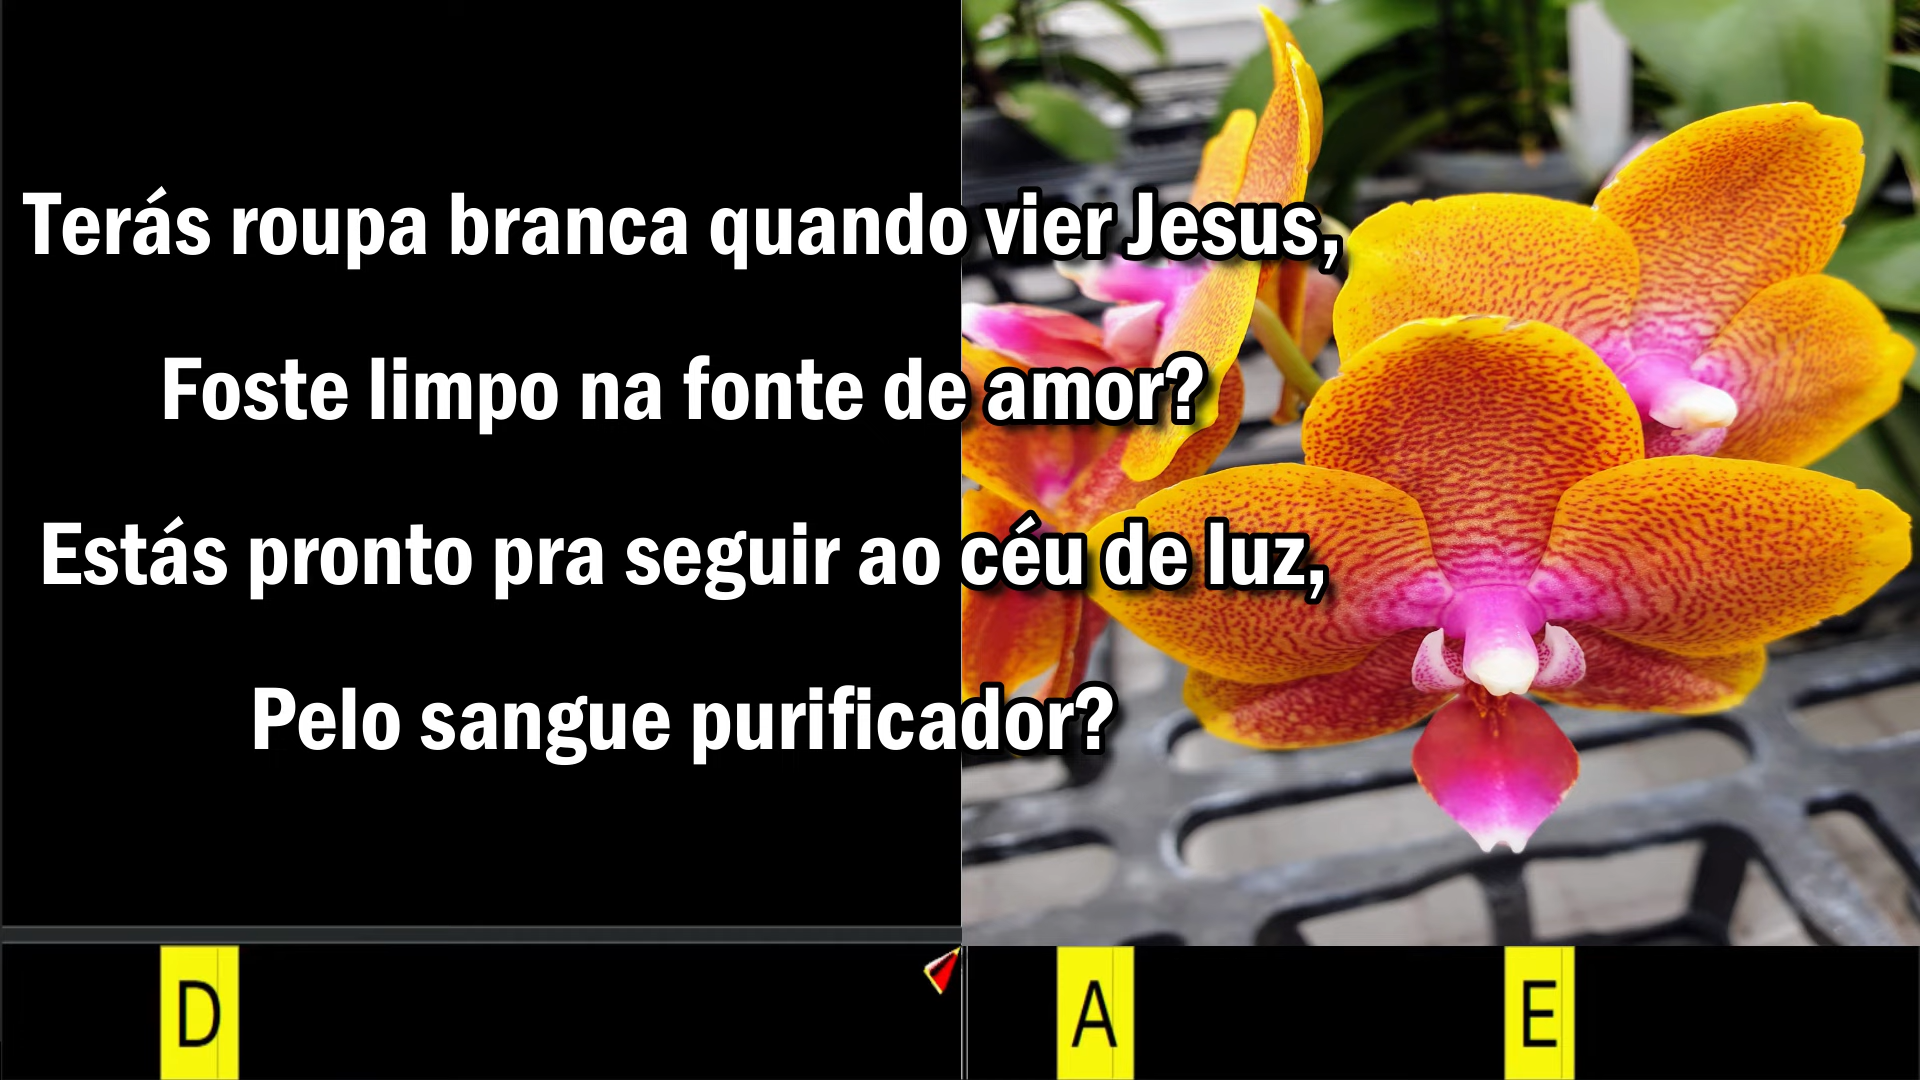 Terás roupa branca quando vier Jesus,
Foste limpo na fonte de amor?
Estás pronto pra seguir ao céu de luz,
Pelo sangue purificador?
D A E